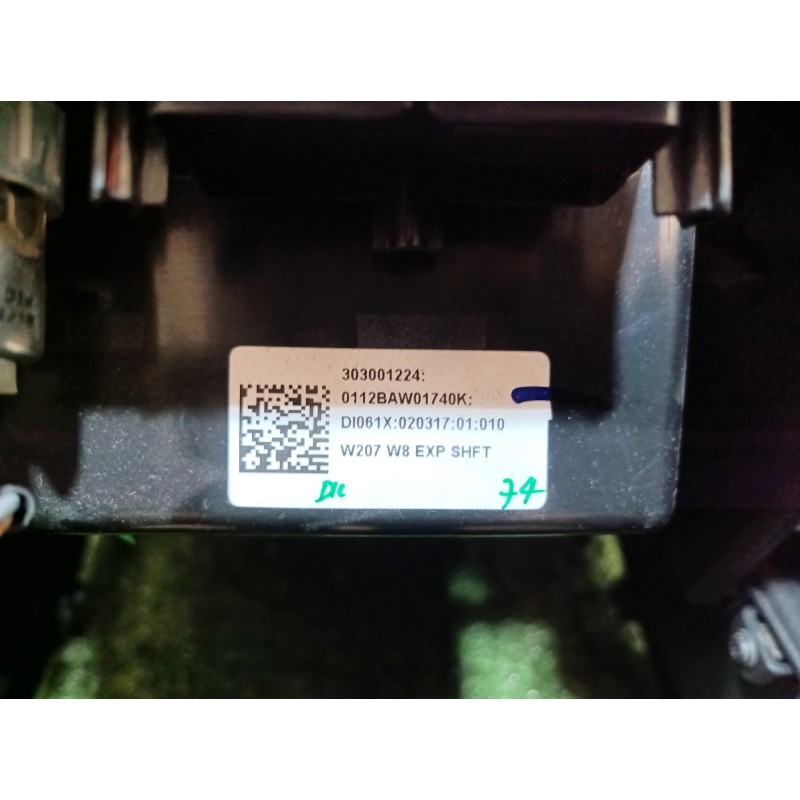 303001224:
0112BAW01740K:
DI061X:020317:01:010
W207 W8 EXP SHFT
74